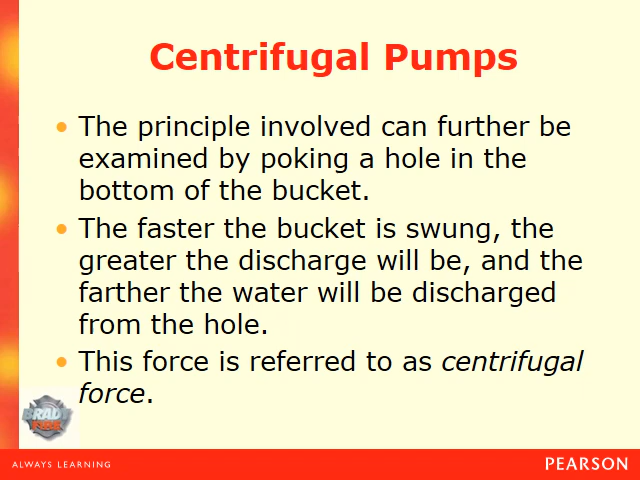 Centrifugal Pumps
• The principle involved can further be
examined by poking a hole in the
bottom of the bucket.
• The faster the bucket is swung, the
greater the discharge will be, and the
farther the water will be discharged
from the hole.
• This force is referred to as centrifugal
force.
BRADY
FIRE
ALWAYS LEARNING
PEARSON